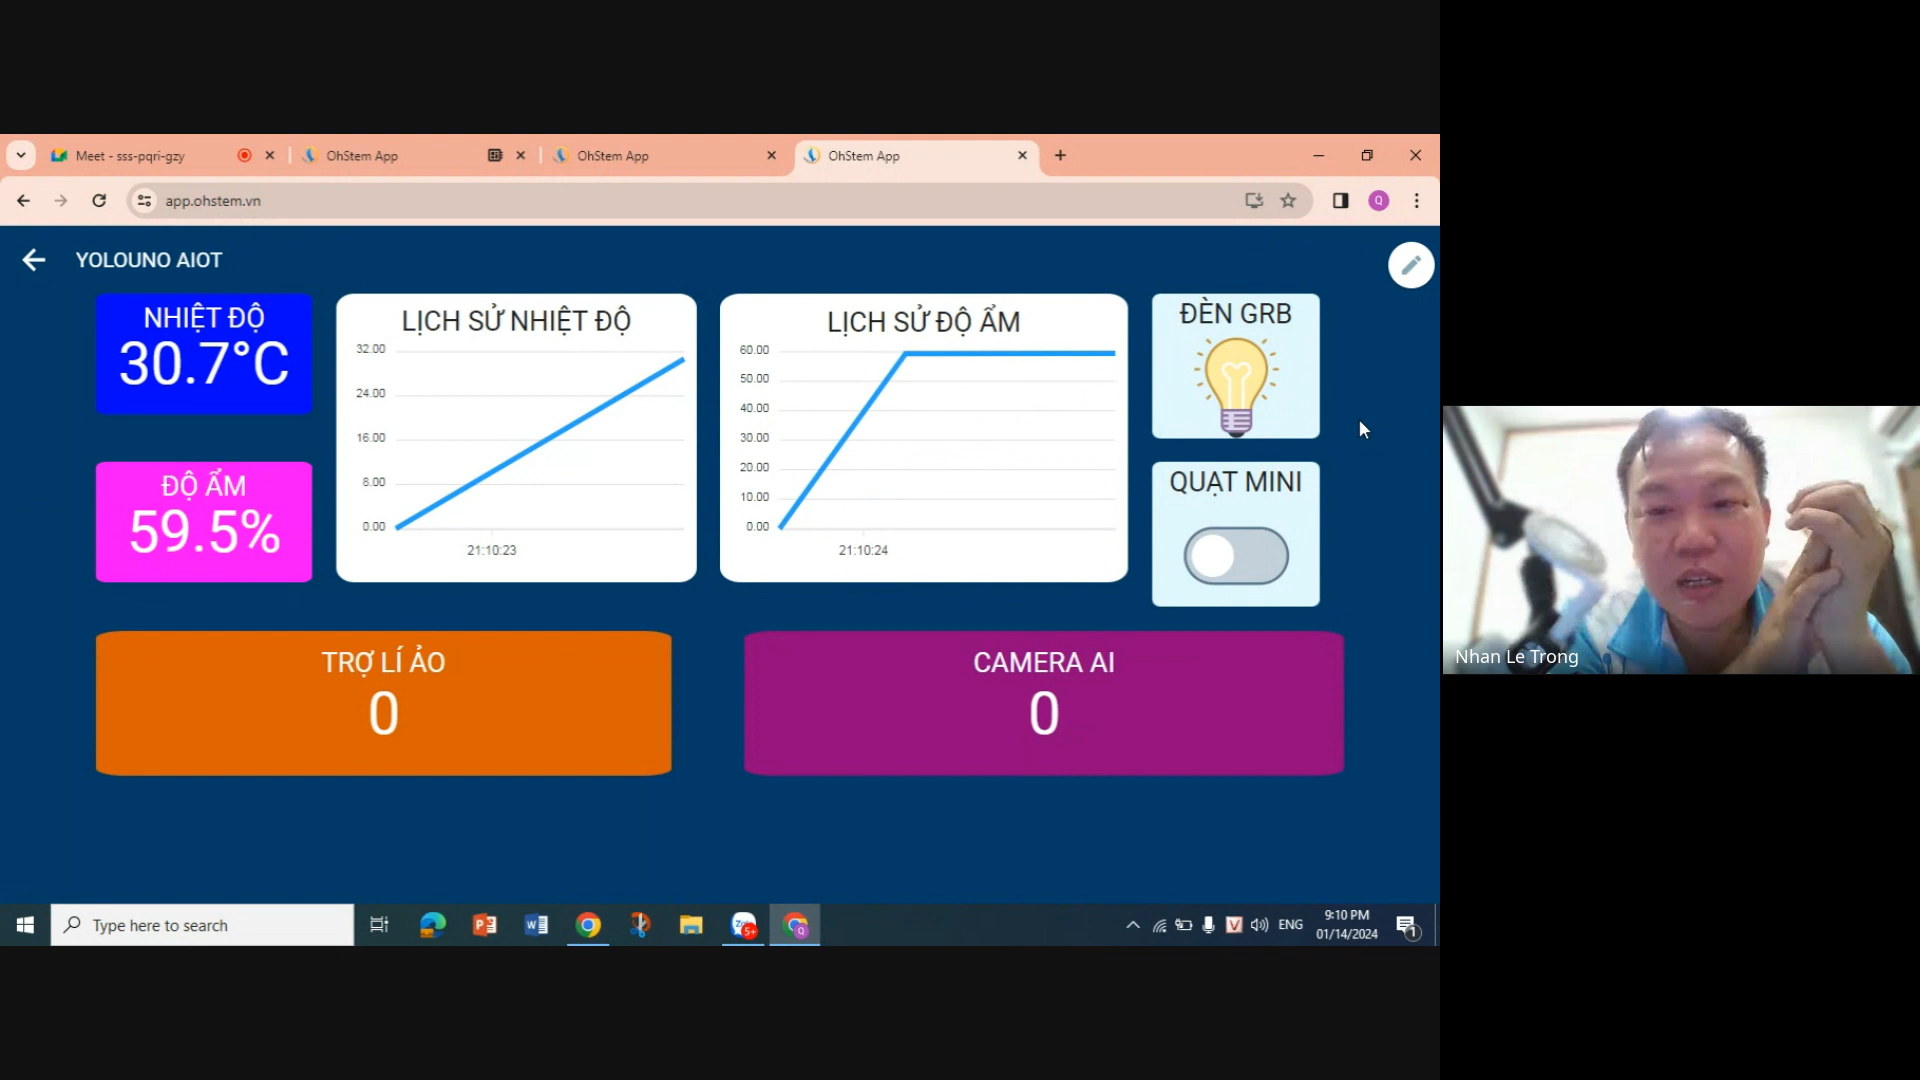 Meet - sss-pqri-gzy
OhStem App
OhStem App
OhStem App
app.ohstem.vn
Q
YOLOUNO AIOT
NHIỆT ĐỘ
30.7°C
LỊCH SỬ NHIỆT ĐỘ
32.00
24.00
16.00
8.00
0.00
21:10:23
LỊCH SỬ ĐỘ ẨM
60.00
50.00
40.00
30.00
20.00
10.00
0.00
21:10:24
ĐÈN GRB
ĐỘ ẨM
59.5%
QUẠT MINI
TRỢ LÍ ẢO
0
CAMERA AI
0
Nhan Le Trong
Type here to search
5+
Q
V
ENG
9:10 PM
01/14/2024
1